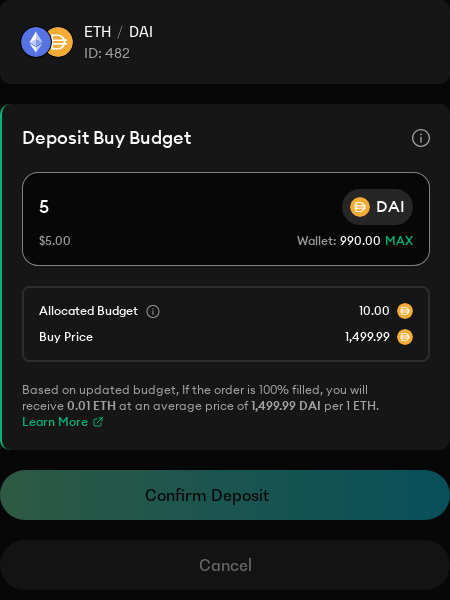 ETH / DAI
ID: 482
Deposit Buy Budget
5
DAI
$5.00
Wallet: 990.00 MAX
Allocated Budget
10.00
Buy Price
1,499.99
Based on updated budget, If the order is 100% filled, you will
receive 0.01 ETH at an average price of 1,499.99 DAI per 1 ETH.
Learn More
Confirm Deposit
Cancel